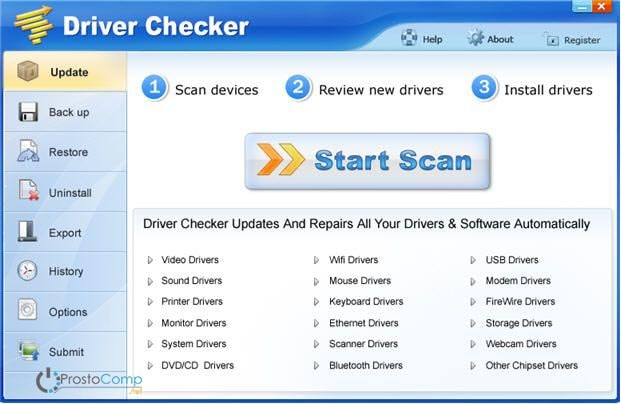 Driver Checker
Help
About
Register
Update
Back up
Restore
Uninstall
Export
History
Options
Submit
1 Scan devices
2 Review new drivers
3 Install drivers
Start Scan
Driver Checker Updates And Repairs All Your Drivers & Software Automatically
Video Drivers
Sound Drivers
Printer Drivers
Monitor Drivers
System Drivers
DVD/CD Drivers
Wifi Drivers
Mouse Drivers
Keyboard Drivers
Ethernet Drivers
Scanner Drivers
Bluetooth Drivers
USB Drivers
Modem Drivers
FireWire Drivers
Storage Drivers
Webcam Drivers
Other Chipset Drivers
ProstoComp